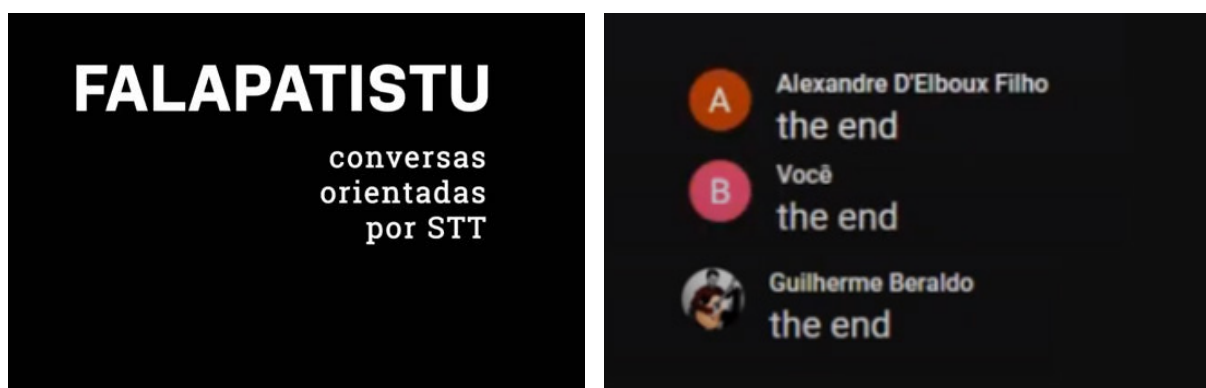 FALAPATISTU
conversas
orientadas
por STT
A
Alexandre D'Elboux Filho
the end
B
Você
the end
Guilherme Beraldo
the end